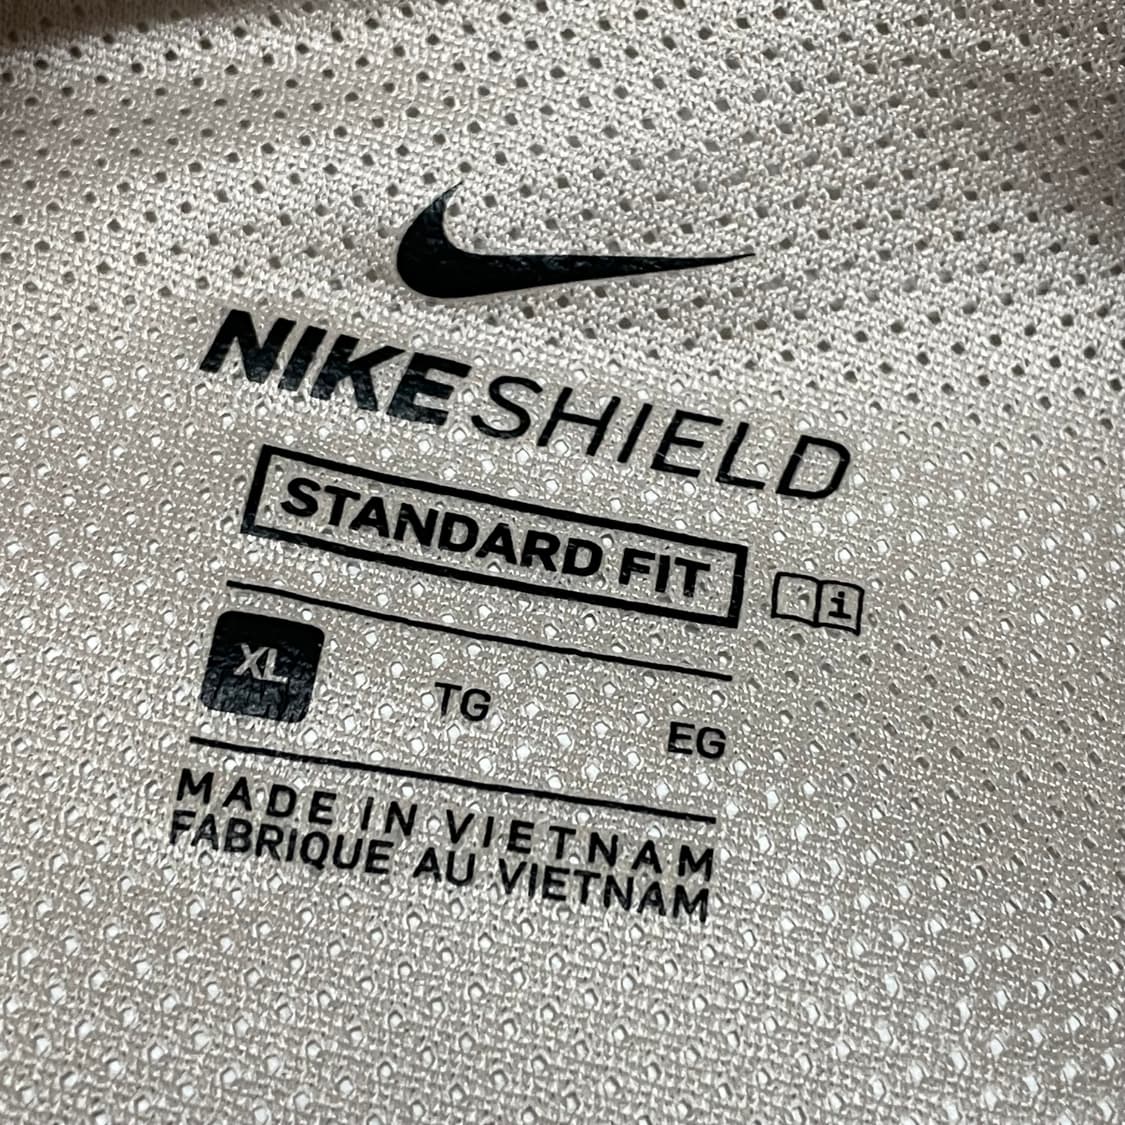 NIKE SHIELD
STANDARD FIT
i
XL TG EG
MADE IN VIETNAM
FABRIQUE AU VIETNAM